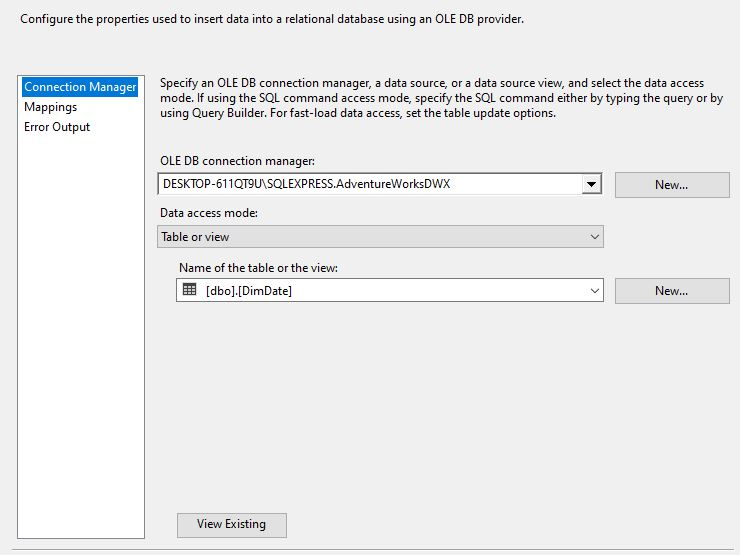 Configure the properties used to insert data into a relational database using an OLE DB provider.
Connection Manager
Mappings
Error Output
Specify an OLE DB connection manager, a data source, or a data source view, and select the data access
mode. If using the SQL command access mode, specify the SQL command either by typing the query or by
using Query Builder. For fast-load data access, set the table update options.
OLE DB connection manager:
DESKTOP-611QT9U\SQLEXPRESS.AdventureWorksDWX
New...
Data access mode:
Table or view
Name of the table or the view:
[dbo].[DimDate]
New...
View Existing